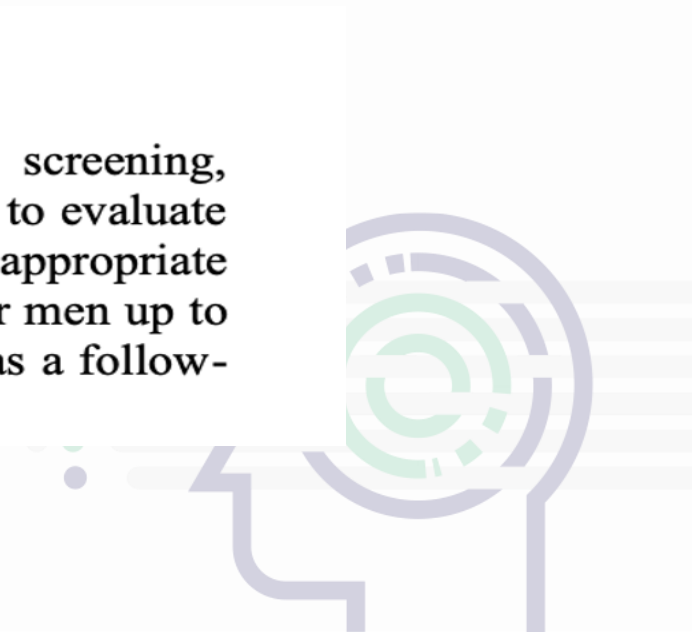 screening,
to evaluate
appropriate
men up to
as a follow-